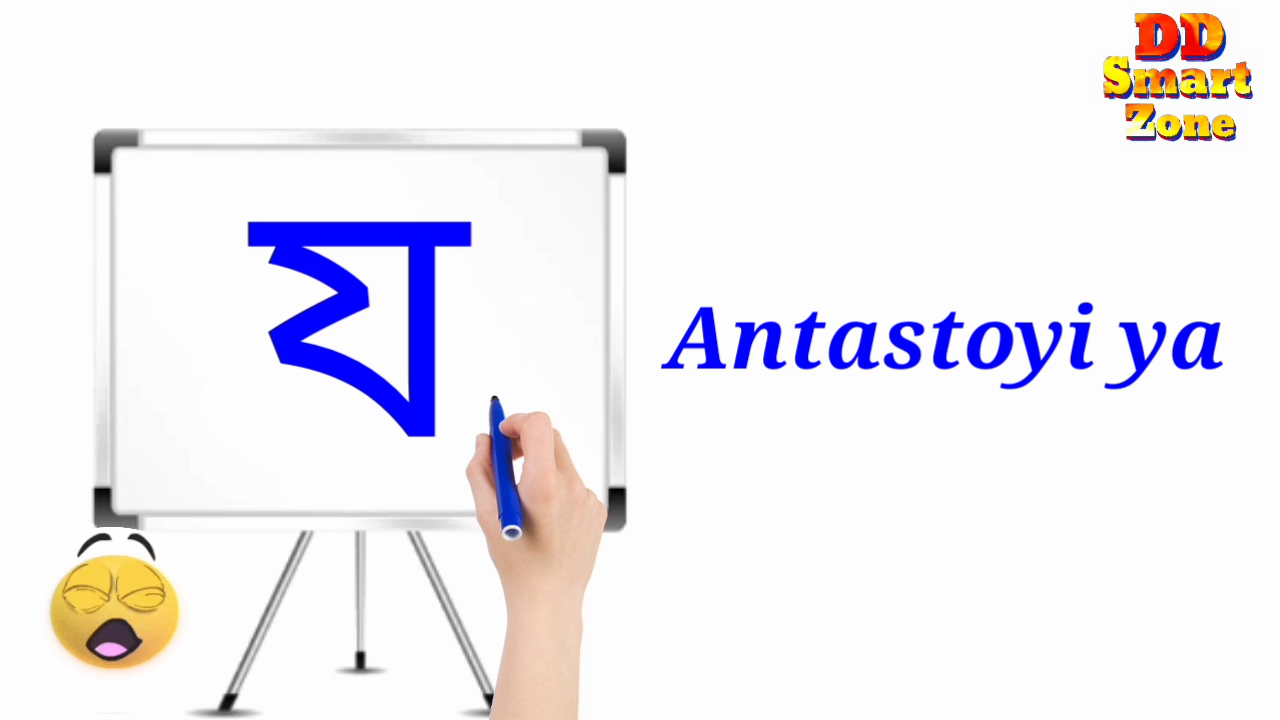 DD
Smart
Zone
য
Antastoyi ya